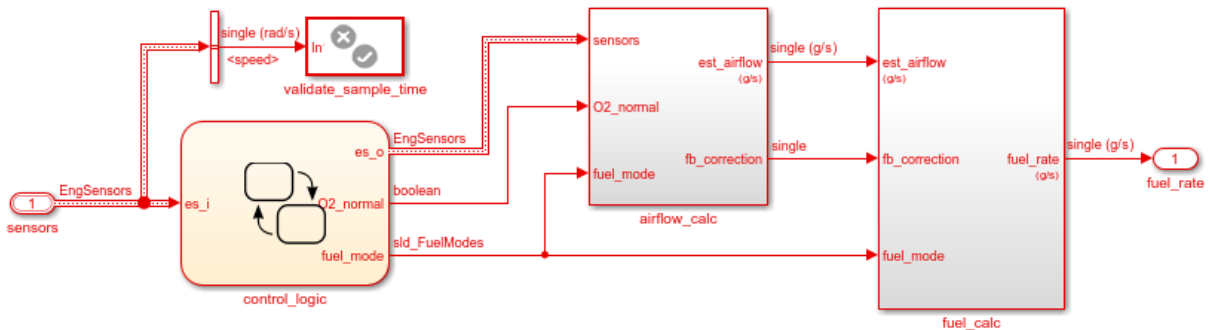 single (rad/s)
<speed>
In
validate_sample_time
1
sensors
EngSensors
es_i
es_o
O2_normal
fuel_mode
control_logic
EngSensors
boolean
sld_FuelModes
sensors
O2_normal
fuel_mode
est_airflow
(g/s)
fb_correction
airflow_calc
single (g/s)
single
est_airflow
(g/s)
fb_correction
fuel_mode
fuel_rate
(g/s)
fuel_calc
single (g/s)
1
fuel_rate